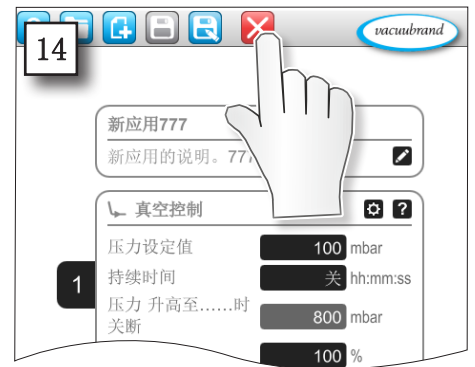 14
vacuubrand
新应用777
新应用的说明。777
真空控制
?
压力设定值 100 mbar
1
持续时间 关 hh:mm:ss
压力 升高至……时
关断
800 mbar
100 %